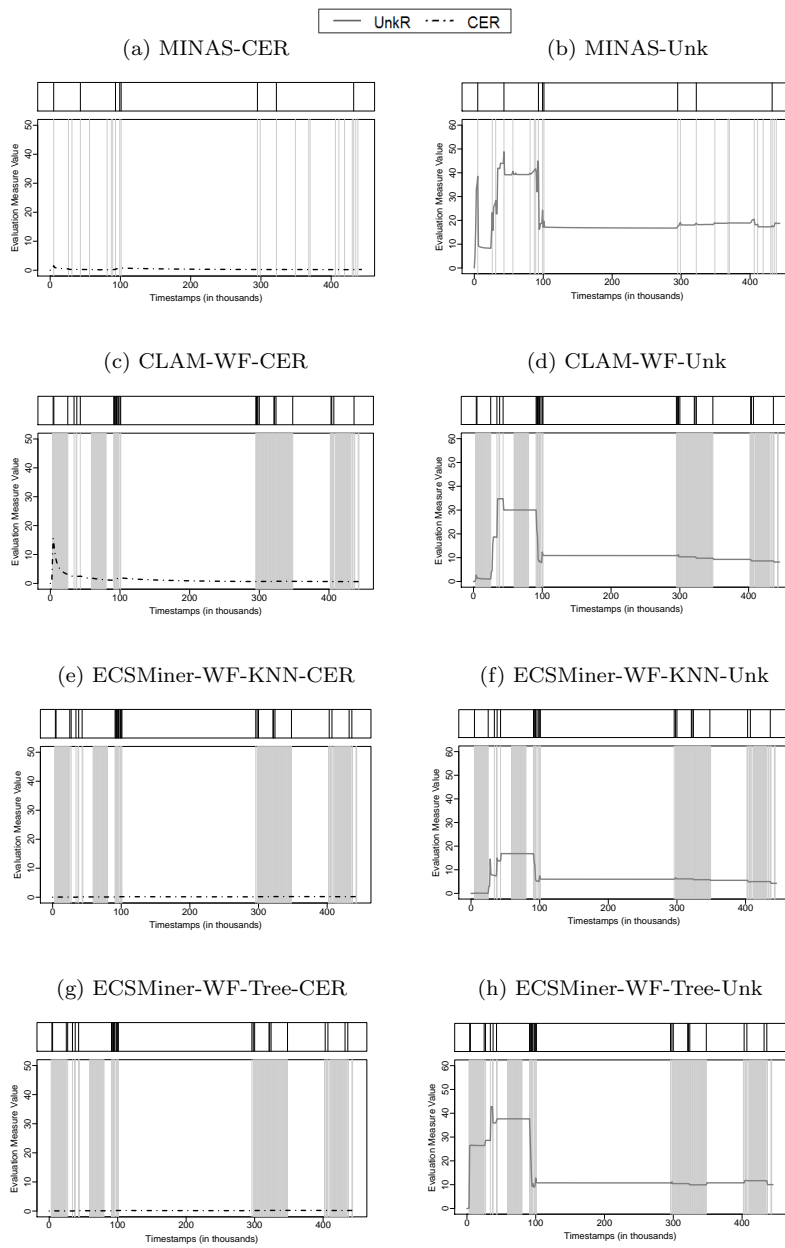 UnkR CER
(a) MINAS-CER
(b) MINAS-Unk
Evaluation Measure Value
0 10 20 30 40 50
0 100 200 300 400
Timestamps (in thousands)
Evaluation Measure Value
0 10 20 30 40 50 60
0 100 200 300 400
Timestamps (in thousands)
(c) CLAM-WF-CER
(d) CLAM-WF-Unk
Evaluation Measure Value
0 10 20 30 40 50
0 100 200 300 400
Timestamps (in thousands)
Evaluation Measure Value
0 10 20 30 40 50 60
0 100 200 300 400
Timestamps (in thousands)
(e) ECSMiner-WF-KNN-CER
(f) ECSMiner-WF-KNN-Unk
Evaluation Measure Value
0 10 20 30 40 50
0 100 200 300 400
Timestamps (in thousands)
Evaluation Measure Value
0 10 20 30 40 50 60
0 100 200 300 400
Timestamps (in thousands)
(g) ECSMiner-WF-Tree-CER
(h) ECSMiner-WF-Tree-Unk
Evaluation Measure Value
0 10 20 30 40 50
0 100 200 300 400
Timestamps (in thousands)
Evaluation Measure Value
0 10 20 30 40 50 60
0 100 200 300 400
Timestamps (in thousands)